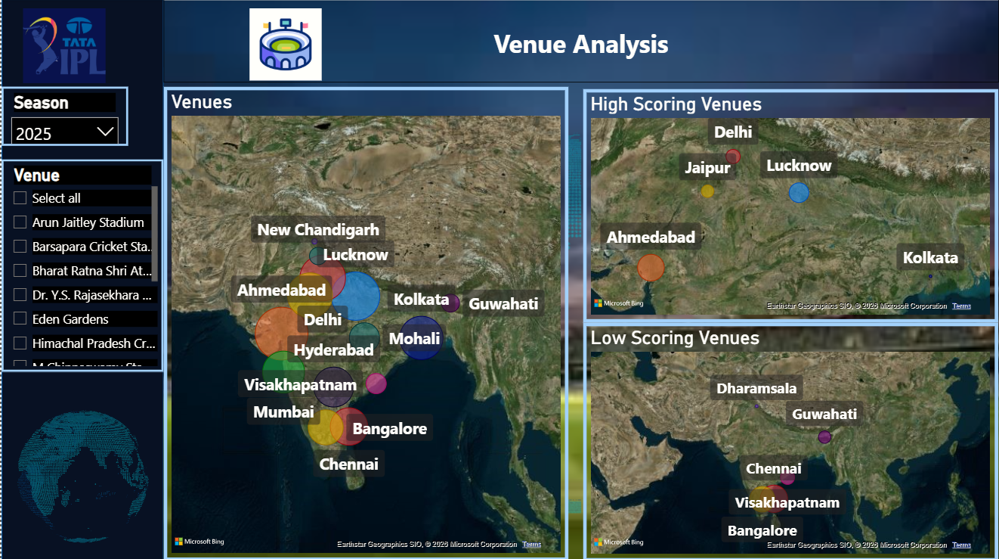 TATA
IPL
Venue Analysis
Season
2025
Venue
Select all
Arun Jaitley Stadium
Barsapara Cricket Sta...
Bharat Ratna Shri At...
Dr. Y.S. Rajasekhara ...
Eden Gardens
Himachal Pradesh Cr...
Venues
New Chandigarh
Lucknow
Ahmedabad
Kolkata
Guwahati
Delhi
Mohali
Hyderabad
Visakhapatnam
Mumbai
Bangalore
Chennai
Microsoft Bing
Earthstar Geographics SIO, © 2026 Microsoft Corporation Terms
High Scoring Venues
Delhi
Jaipur
Lucknow
Ahmedabad
Kolkata
Microsoft Bing
Earthstar Geographics SIO, © 2026 Microsoft Corporation Terms
Low Scoring Venues
Dharamsala
Guwahati
Chennai
Visakhapatnam
Bangalore
Microsoft Bing
Earthstar Geographics SIO, © 2026 Microsoft Corporation Terms